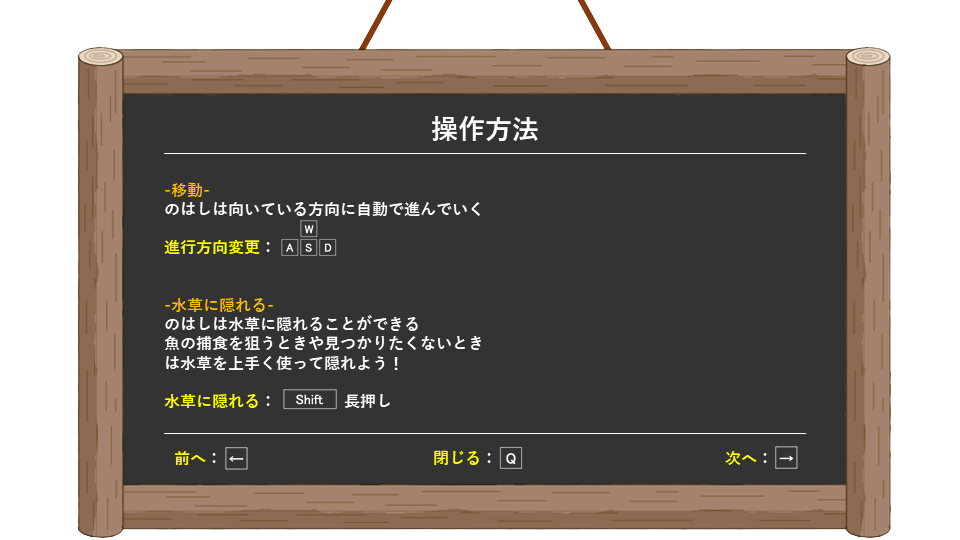 操作方法
-移動-
のはしは向いている方向に自動で進んでいく
W
進行方向変更： A S D
-水草に隠れる-
のはしは水草に隠れることができる
魚の捕食を狙うときや見つかりたくないとき
は水草を上手く使って隠れよう！
水草に隠れる： Shift 長押し
前へ：← 閉じる：Q 次へ：→